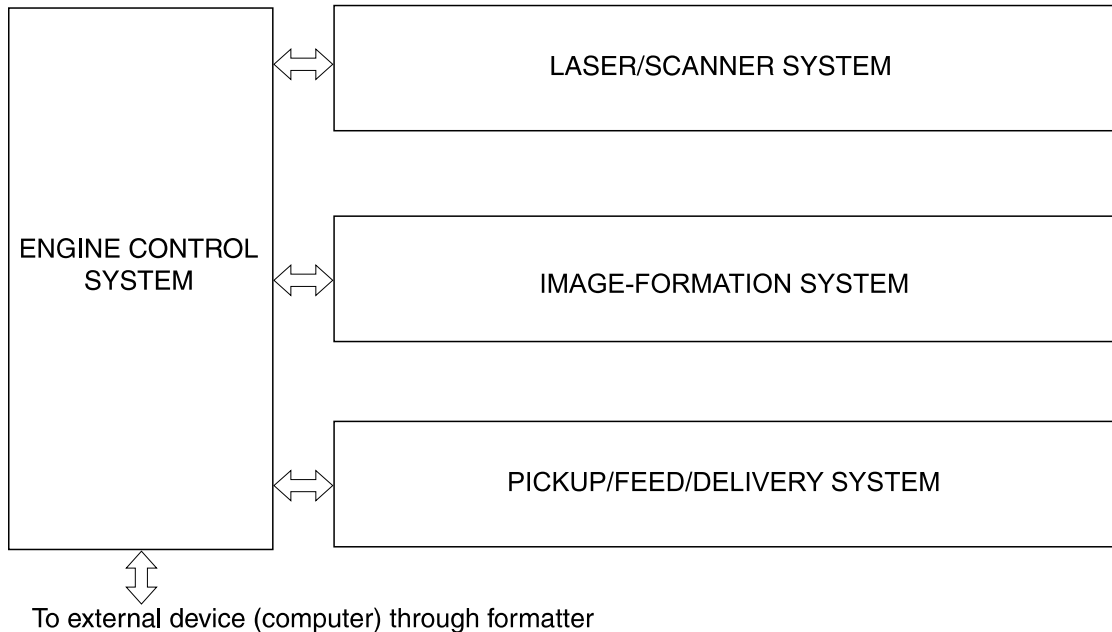 LASER/SCANNER SYSTEM
ENGINE CONTROL
SYSTEM
IMAGE-FORMATION SYSTEM
PICKUP/FEED/DELIVERY SYSTEM
To external device (computer) through formatter